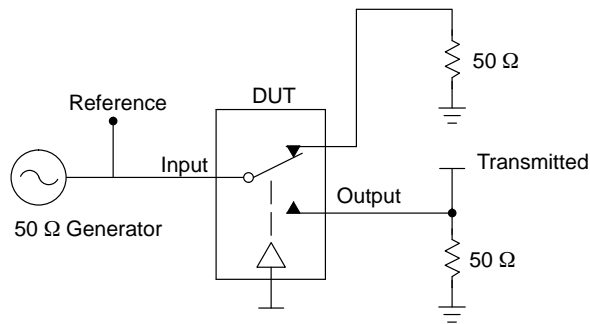 50 Ω
DUT
Reference
Input
Transmitted
Output
50 Ω Generator
50 Ω